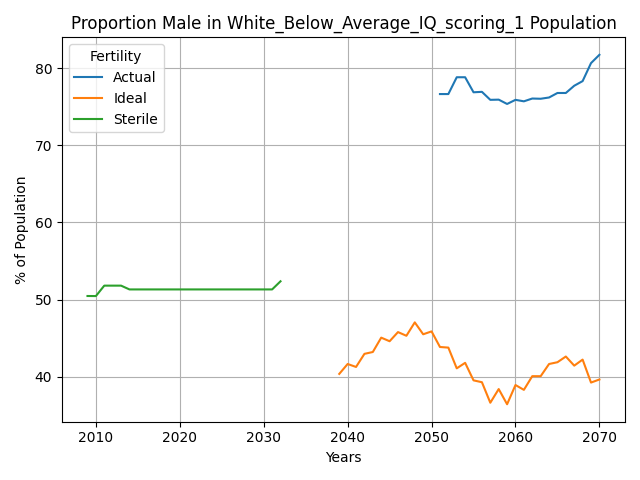 Proportion Male in White_Below_Average_IQ_scoring_1 Population
Fertility
Actual
Ideal
Sterile
% of Population
80
70
60
50
40
2010 2020 2030 2040 2050 2060 2070
Years